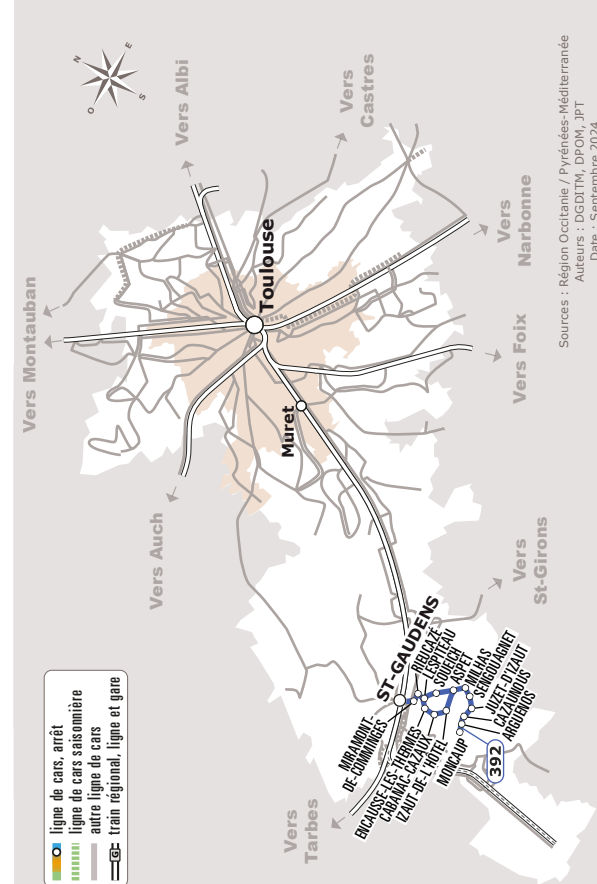 ligne de cars, arrêt
ligne de cars saisonnière
autre ligne de cars
G
train régional, ligne et gare
N
E
S
O
Vers Montauban
Vers Albi
Vers
Castres
Toulouse
Vers
Narbonne
Vers Foix
Muret
Vers Auch
Vers
St-Girons
Vers
Tarbes
ST-GAUDENS
MIRAMONT-
DE-COMMINGES
RIEUCAZÉ
LESPITEAU
SOUEICH
ASPET
MILHAS
SENGOUAGNET
JUZET-D'IZAUT
CAZAUNOUS
ARGUENOS
ENCAUSSE-LES-THERMES
CABANAC-CAZAUX
IZAUT-DE-L'HÔTEL
MONCAUP
392
Sources : Région Occitanie / Pyrénées-Méditerranée
Auteurs : DGDITM, DPOM, JPT
Date : Septembre 2024